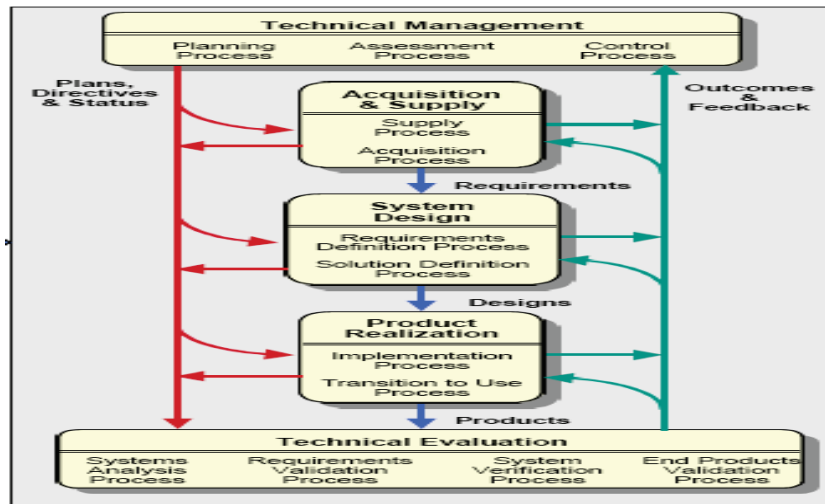 Technical Management
Planning Process
Assessment Process
Control Process
Plans,
Directives
& Status
Outcomes
&
Feedback
Acquisition
& Supply
Supply
Process
Acquisition
Process
Requirements
System
Design
Requirements
Definition Process
Solution Definition
Process
Designs
Product
Realization
Implementation
Process
Transition to Use
Process
Products
Technical Evaluation
Systems
Analysis
Process
Requirements
Validation
Process
System
Verification
Process
End Products
Validation
Process